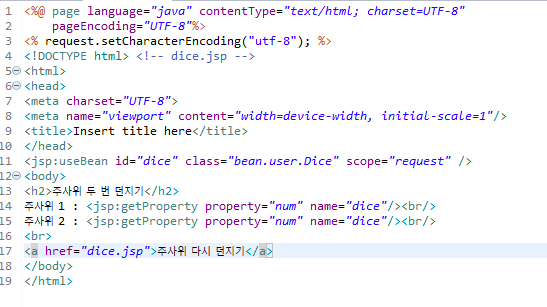 1 <%@ page language="java" contentType="text/html; charset=UTF-8"
2     pageEncoding="UTF-8"%>
3 <% request.setCharacterEncoding("utf-8"); %>
4 <!DOCTYPE html> <!-- dice.jsp -->
5 <html>
6 <head>
7 <meta charset="UTF-8">
8 <meta name="viewport" content="width=device-width, initial-scale=1"/>
9 <title>Insert title here</title>
10 </head>
11 <jsp:useBean id="dice" class="bean.user.Dice" scope="request" />
12 <body>
13 <h2>주사위 두 번 던지기</h2>
14 주사위 1 : <jsp:getProperty property="num" name="dice"/><br/>
15 주사위 2 : <jsp:getProperty property="num" name="dice"/><br/>
16 <br>
17 <a href="dice.jsp">주사위 다시 던지기</a>
18 </body>
19 </html>